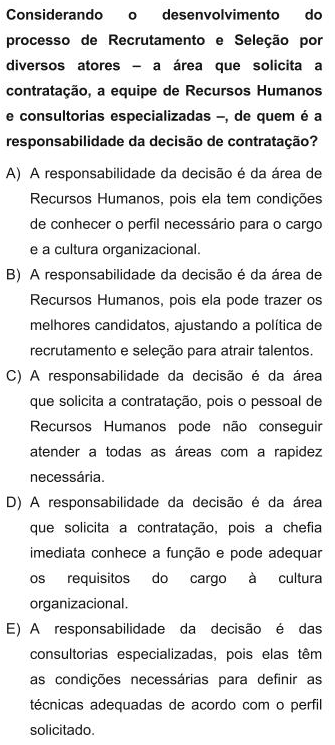 Considerando o desenvolvimento do
processo de Recrutamento e Seleção por
diversos atores – a área que solicita a
contratação, a equipe de Recursos Humanos
e consultorias especializadas –, de quem é a
responsabilidade da decisão de contratação?
A) A responsabilidade da decisão é da área de
Recursos Humanos, pois ela tem condições
de conhecer o perfil necessário para o cargo
e a cultura organizacional.
B) A responsabilidade da decisão é da área de
Recursos Humanos, pois ela pode trazer os
melhores candidatos, ajustando a política de
recrutamento e seleção para atrair talentos.
C) A responsabilidade da decisão é da área
que solicita a contratação, pois o pessoal de
Recursos Humanos pode não conseguir
atender a todas as áreas com a rapidez
necessária.
D) A responsabilidade da decisão é da área
que solicita a contratação, pois a chefia
imediata conhece a função e pode adequar
os requisitos do cargo à cultura
organizacional.
E) A responsabilidade da decisão é das
consultorias especializadas, pois elas têm
as condições necessárias para definir as
técnicas adequadas de acordo com o perfil
solicitado.